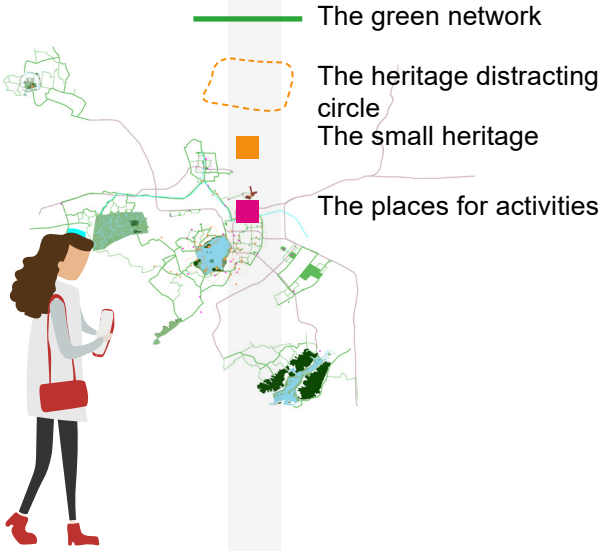 The green network
The heritage distracting
circle
The small heritage
The places for activities